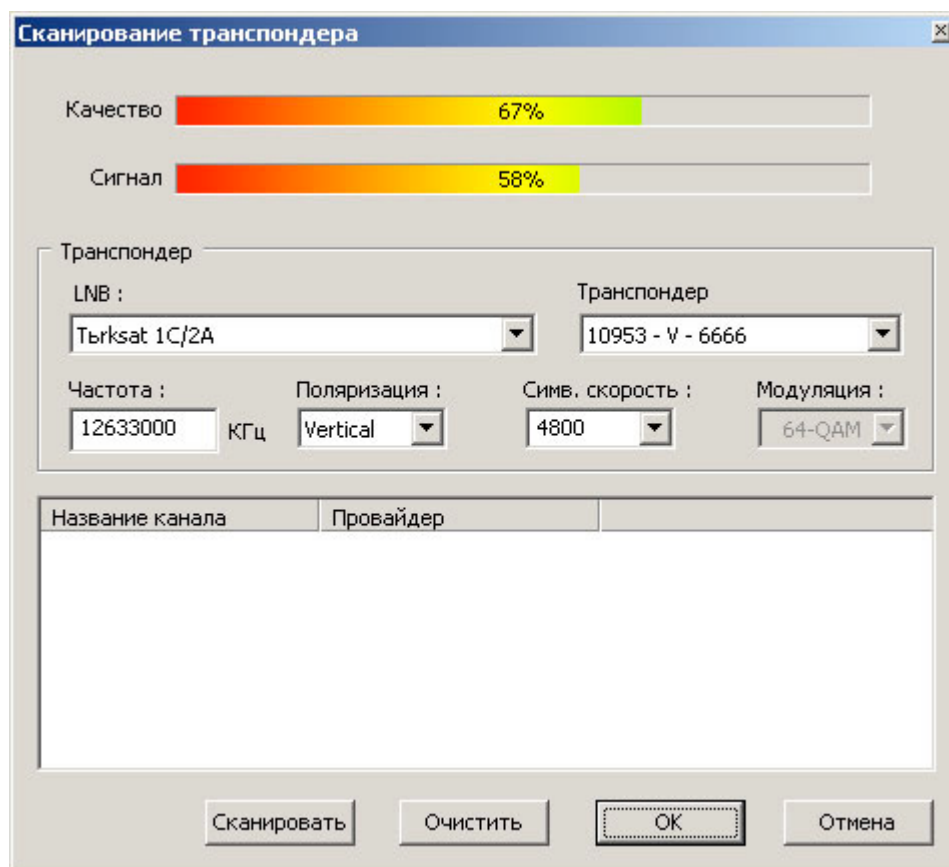 Сканирование транспондера
Качество 67%
Сигнал 58%
Транспондер
LNB : Транспондер
Tьrksat 1C/2A 10953 - V - 6666
Частота : Поляризация : Симв. скорость : Модуляция :
12633000 КГц Vertical 4800 64-QAM
Название канала Провайдер
Сканировать Очистить OK Отмена